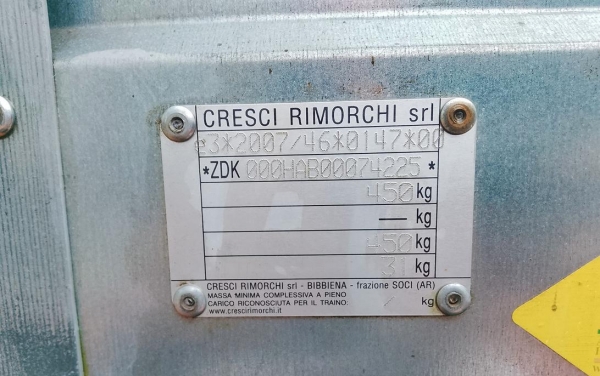 CRESCI RIMORCHI srl
e3*2007/46*0147*00
*ZDK 000HAB00074225*
450 kg
— kg
450 kg
31 kg
CRESCI RIMORCHI srl - BIBBIENA - frazione SOCI (AR)
MASSA MINIMA COMPLESSIVA A PIENO
CARICO RICONOSCIUTA PER IL TRAINO: / kg
www.crescirimorchi.it